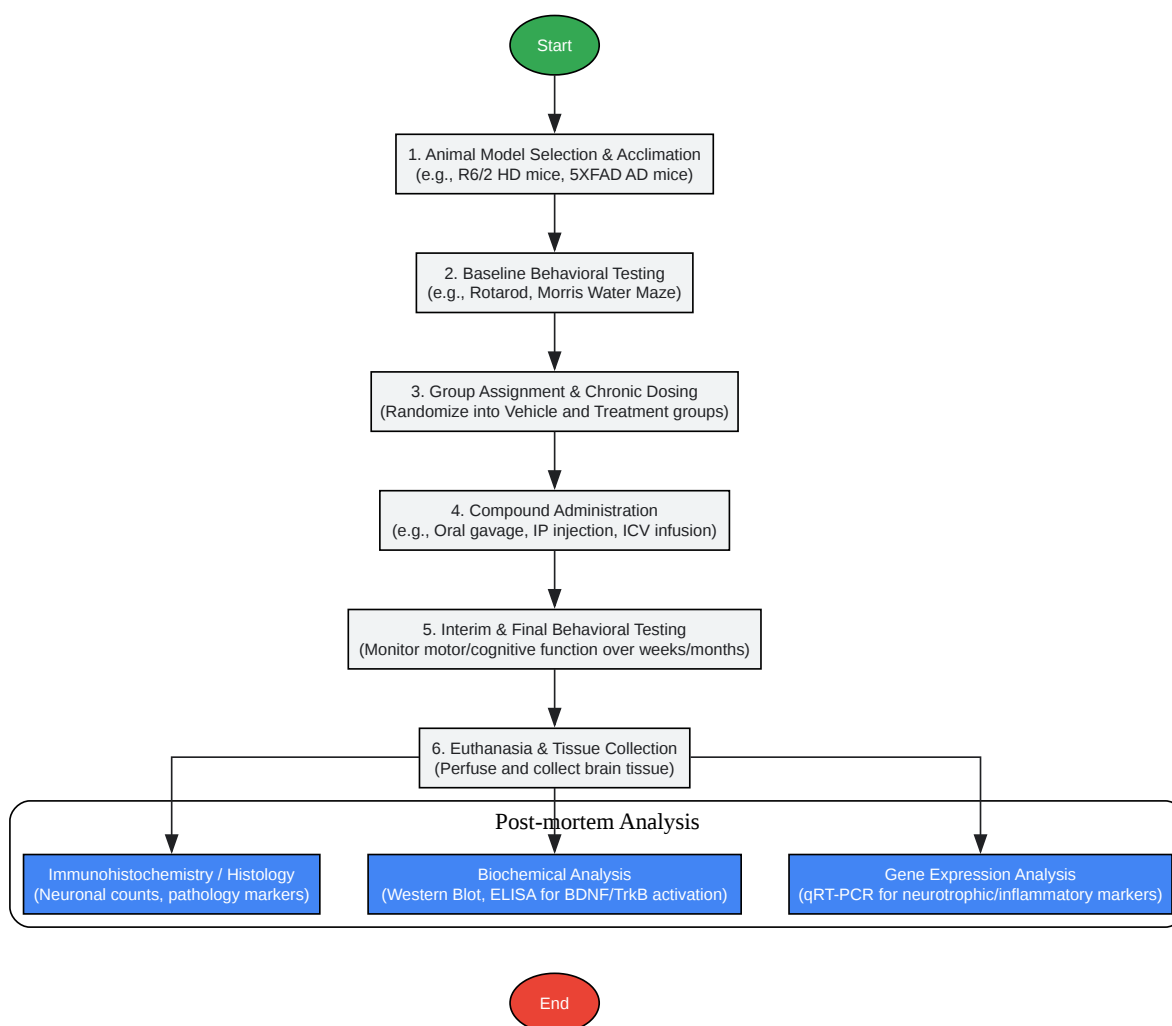 Start
1. Animal Model Selection & Acclimation
(e.g., R6/2 HD mice, 5XFAD AD mice)
2. Baseline Behavioral Testing
(e.g., Rotarod, Morris Water Maze)
3. Group Assignment & Chronic Dosing
(Randomize into Vehicle and Treatment groups)
4. Compound Administration
(e.g., Oral gavage, IP injection, ICV infusion)
5. Interim & Final Behavioral Testing
(Monitor motor/cognitive function over weeks/months)
6. Euthanasia & Tissue Collection
(Perfuse and collect brain tissue)
Post-mortem Analysis
Immunohistochemistry / Histology
(Neuronal counts, pathology markers)
Biochemical Analysis
(Western Blot, ELISA for BDNF/TrkB activation)
Gene Expression Analysis
(qRT-PCR for neurotrophic/inflammatory markers)
End